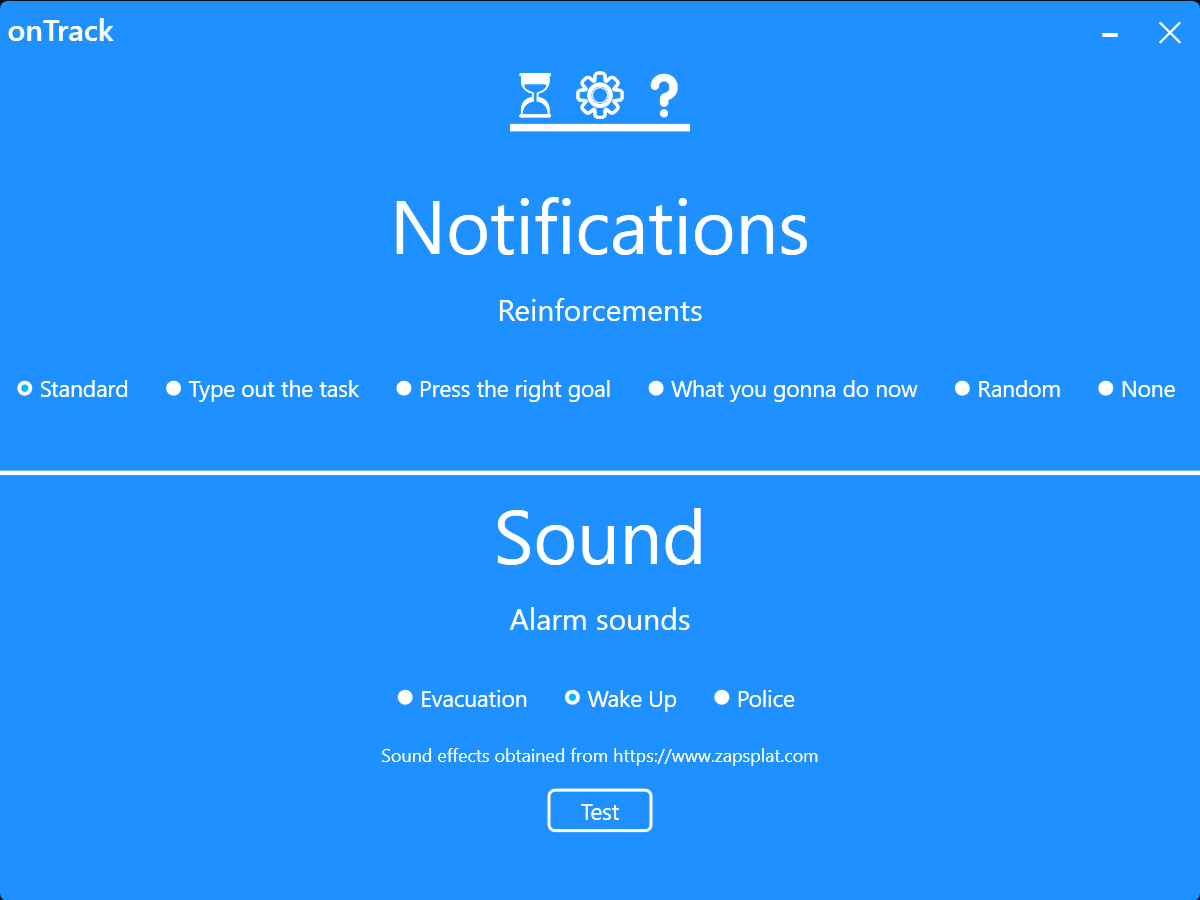 onTrack
Notifications
Reinforcements
Standard Type out the task Press the right goal What you gonna do now Random None
Sound
Alarm sounds
Evacuation Wake Up Police
Sound effects obtained from https://www.zapsplat.com
Test